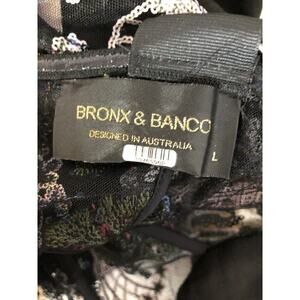 BRONX & BANCO
DESIGNED IN AUSTRALIA
L